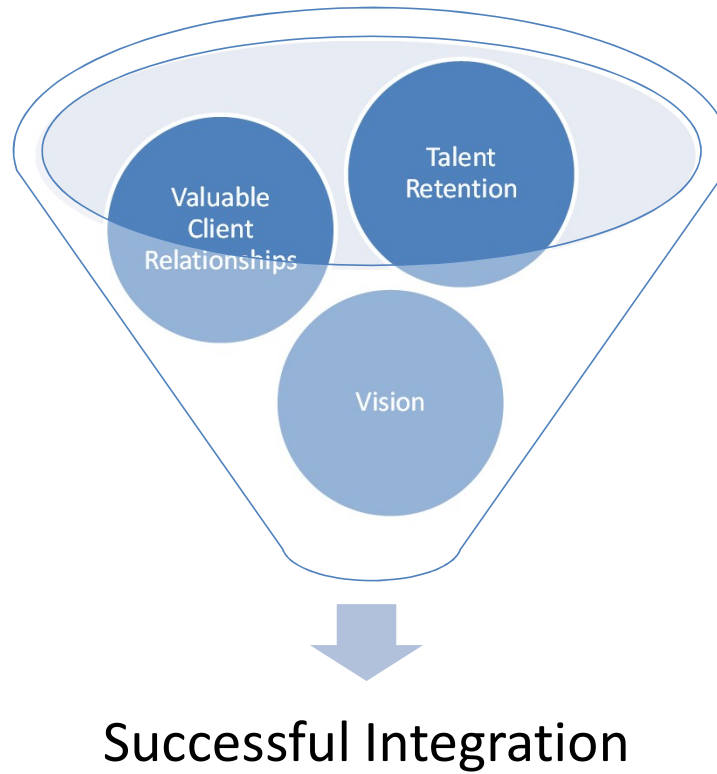 Talent
Retention
Valuable
Client
Relationships
Vision
Successful Integration